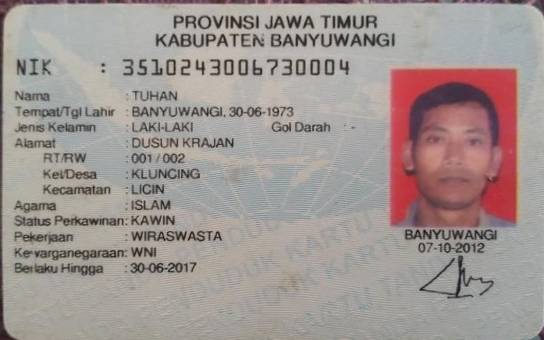 PROVINSI JAWA TIMUR
KABUPATEN BANYUWANGI
NIK : 3510243006730004
Nama : TUHAN
Tempat/Tgl Lahir : BANYUWANGI, 30-06-1973
Jenis Kelamin : LAKI-LAKI Gol Darah : -
Alamat : DUSUN KRAJAN
RT/RW : 001 / 002
Kel/Desa : KLUNCING
Kecamatan : LICIN
Agama : ISLAM
Status Perkawinan: KAWIN
Pekerjaan : WIRASWASTA
Kewarganegaraan: WNI
Berlaku Hingga : 30-06-2017
BANYUWANGI
07-10-2012